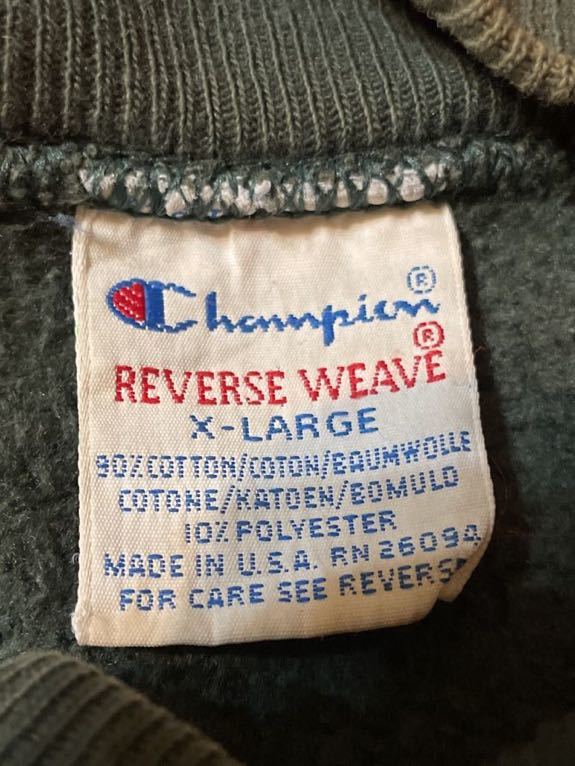 Champion®
REVERSE WEAVE®
X-LARGE
90%COTTON/COTON/BAUMWOLLE
COTONE/KATOEN/BOMULD
10% POLYESTER
MADE IN U.S.A. RN 26094
FOR CARE SEE REVERSE